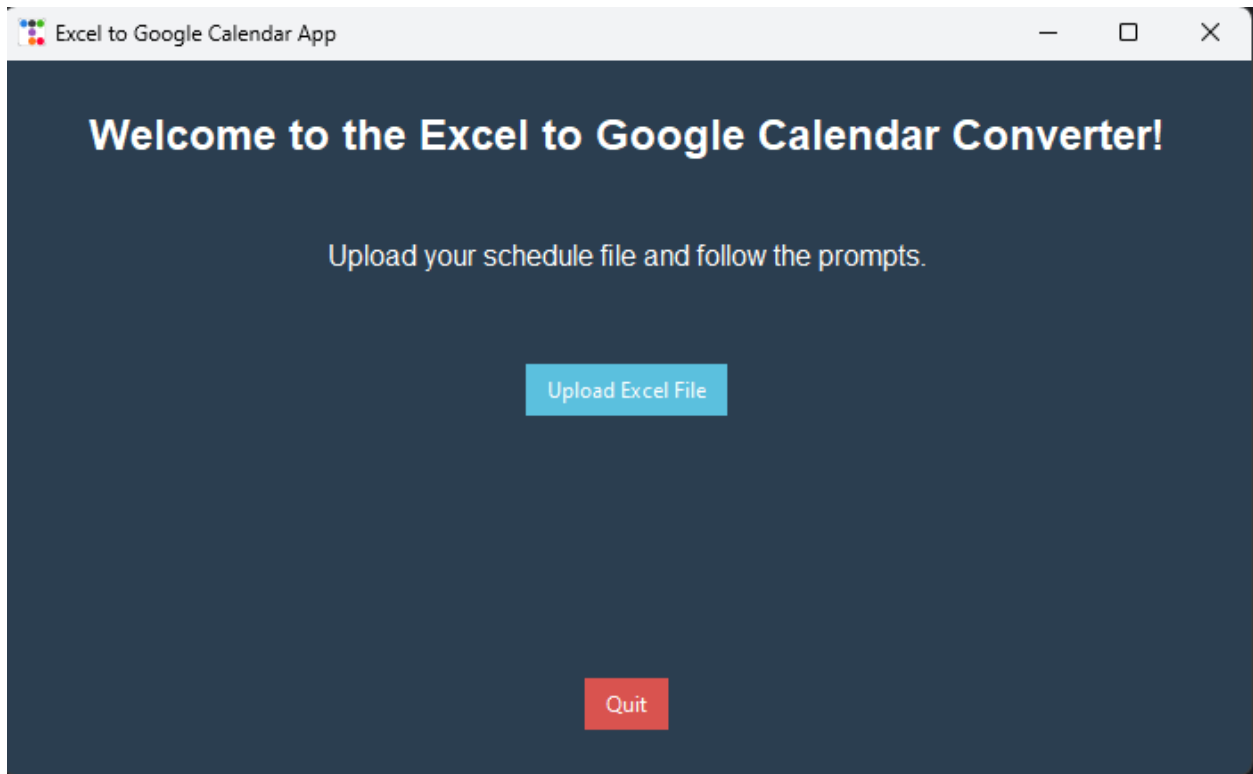 Excel to Google Calendar App
Welcome to the Excel to Google Calendar Converter!
Upload your schedule file and follow the prompts.
Upload Excel File
Quit